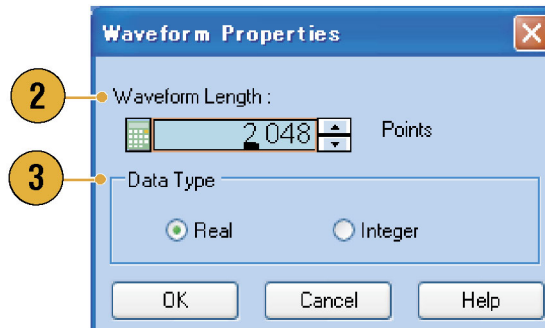 Waveform Properties
2
Waveform Length :
2 048 Points
3
Data Type
Real Integer
OK Cancel Help